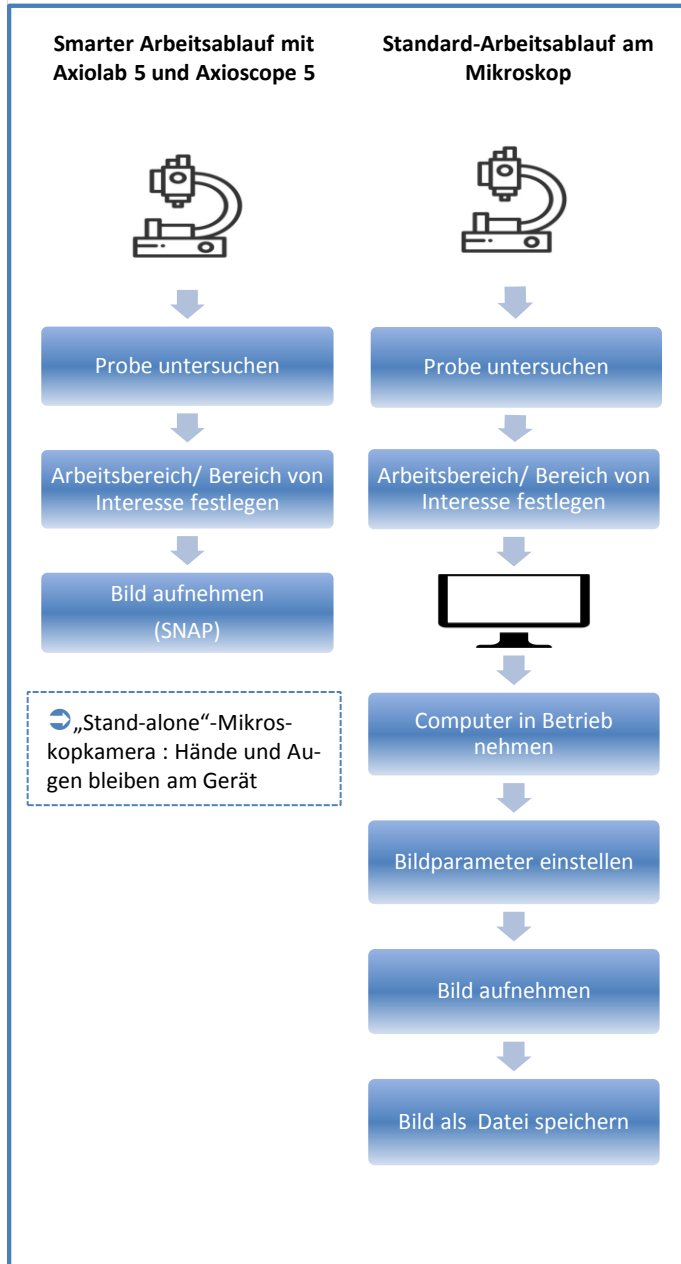 Smarter Arbeitsablauf mit
Axiolab 5 und Axioscope 5
Probe untersuchen
Arbeitsbereich/ Bereich von
Interesse festlegen
Bild aufnehmen
(SNAP)
„Stand-alone“-Mikros-
kopkamera : Hände und Au-
gen bleiben am Gerät
Standard-Arbeitsablauf am
Mikroskop
Probe untersuchen
Arbeitsbereich/ Bereich von
Interesse festlegen
Computer in Betrieb
nehmen
Bildparameter einstellen
Bild aufnehmen
Bild als  Datei speichern